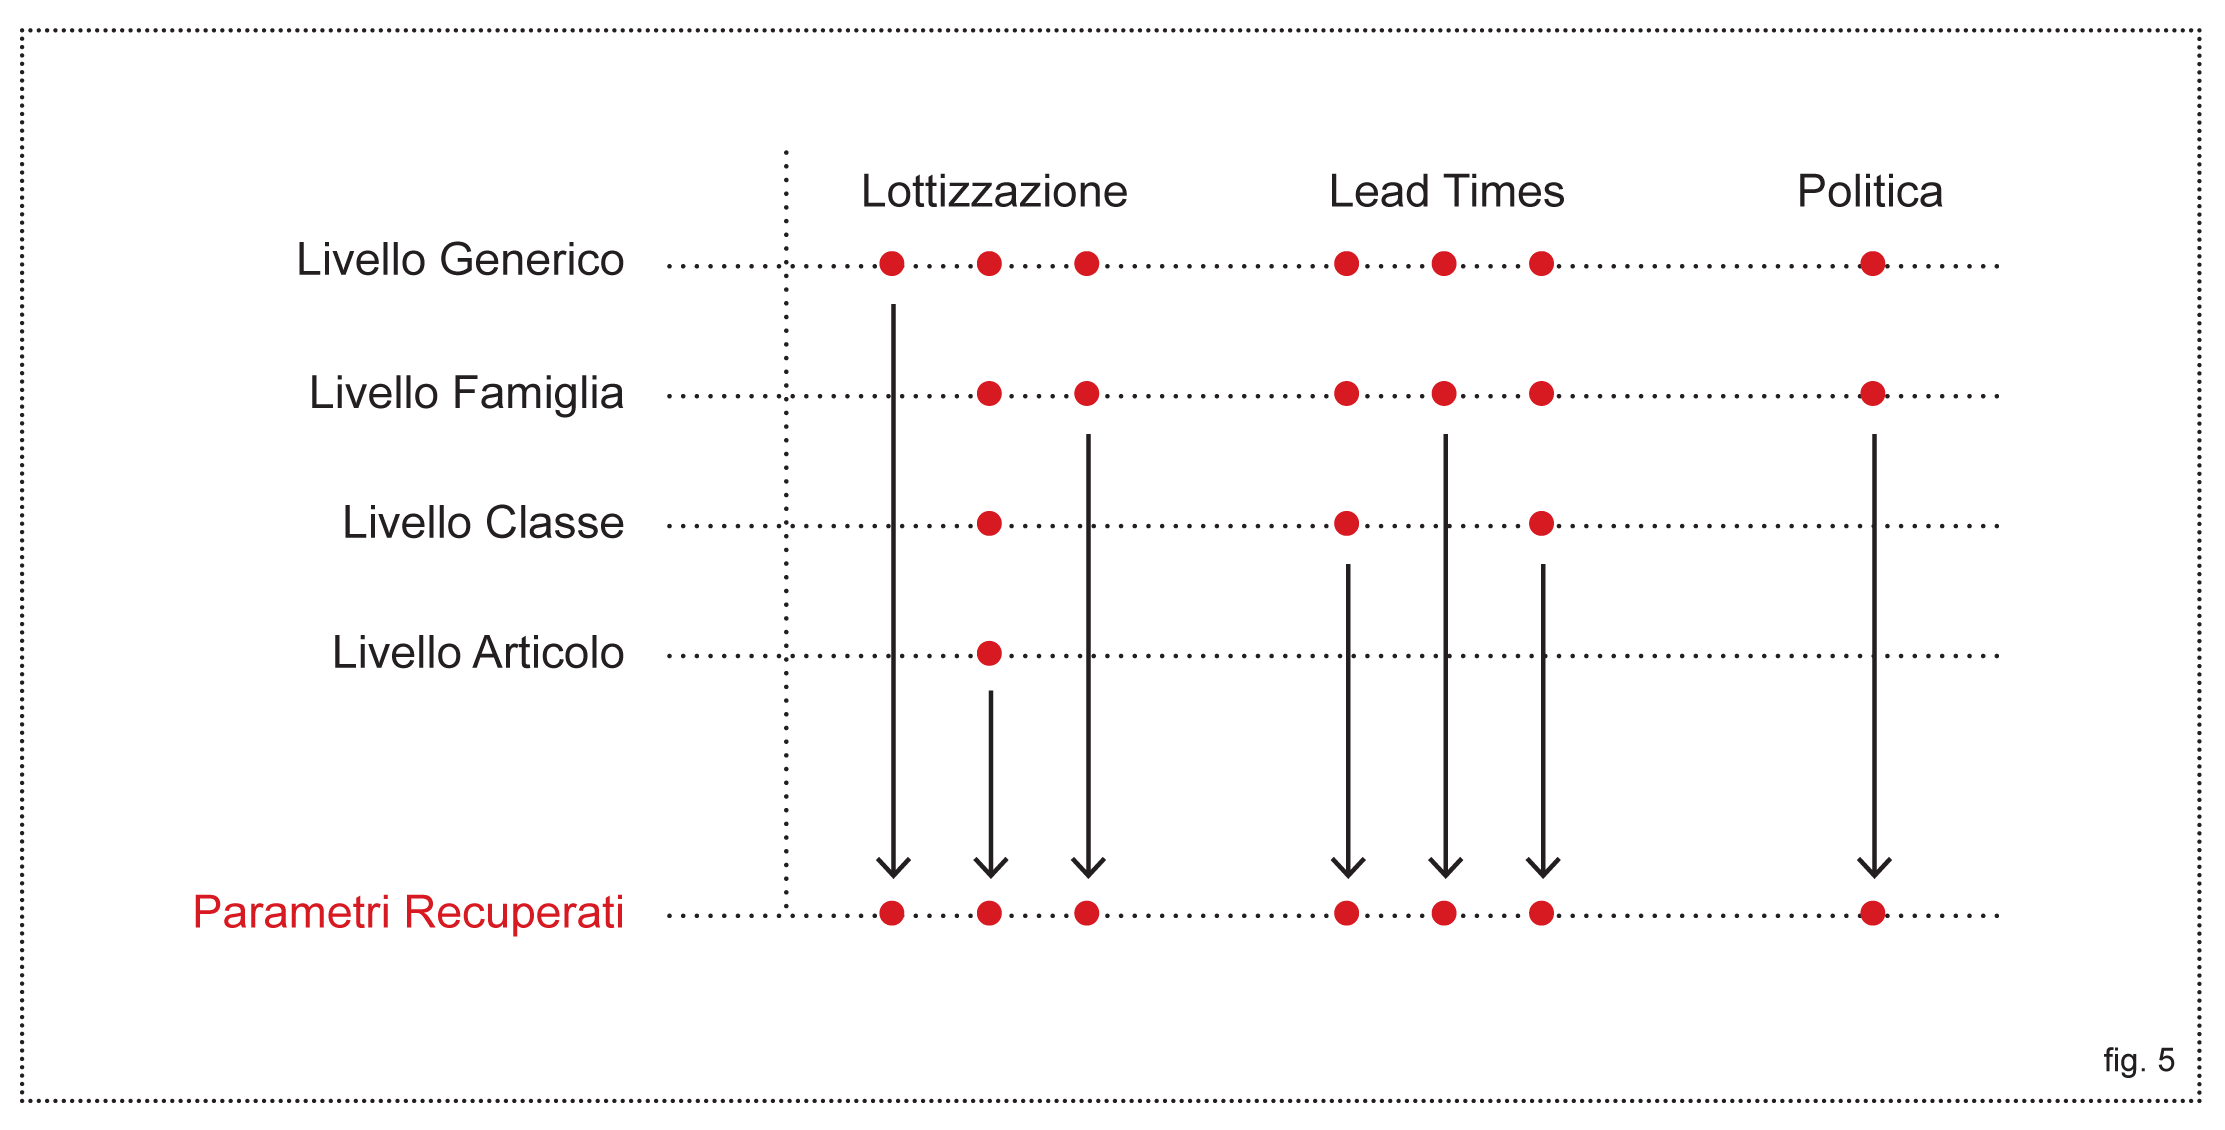 Lottizzazione Lead Times Politica
Livello Generico
Livello Famiglia
Livello Classe
Livello Articolo
Parametri Recuperati
fig. 5